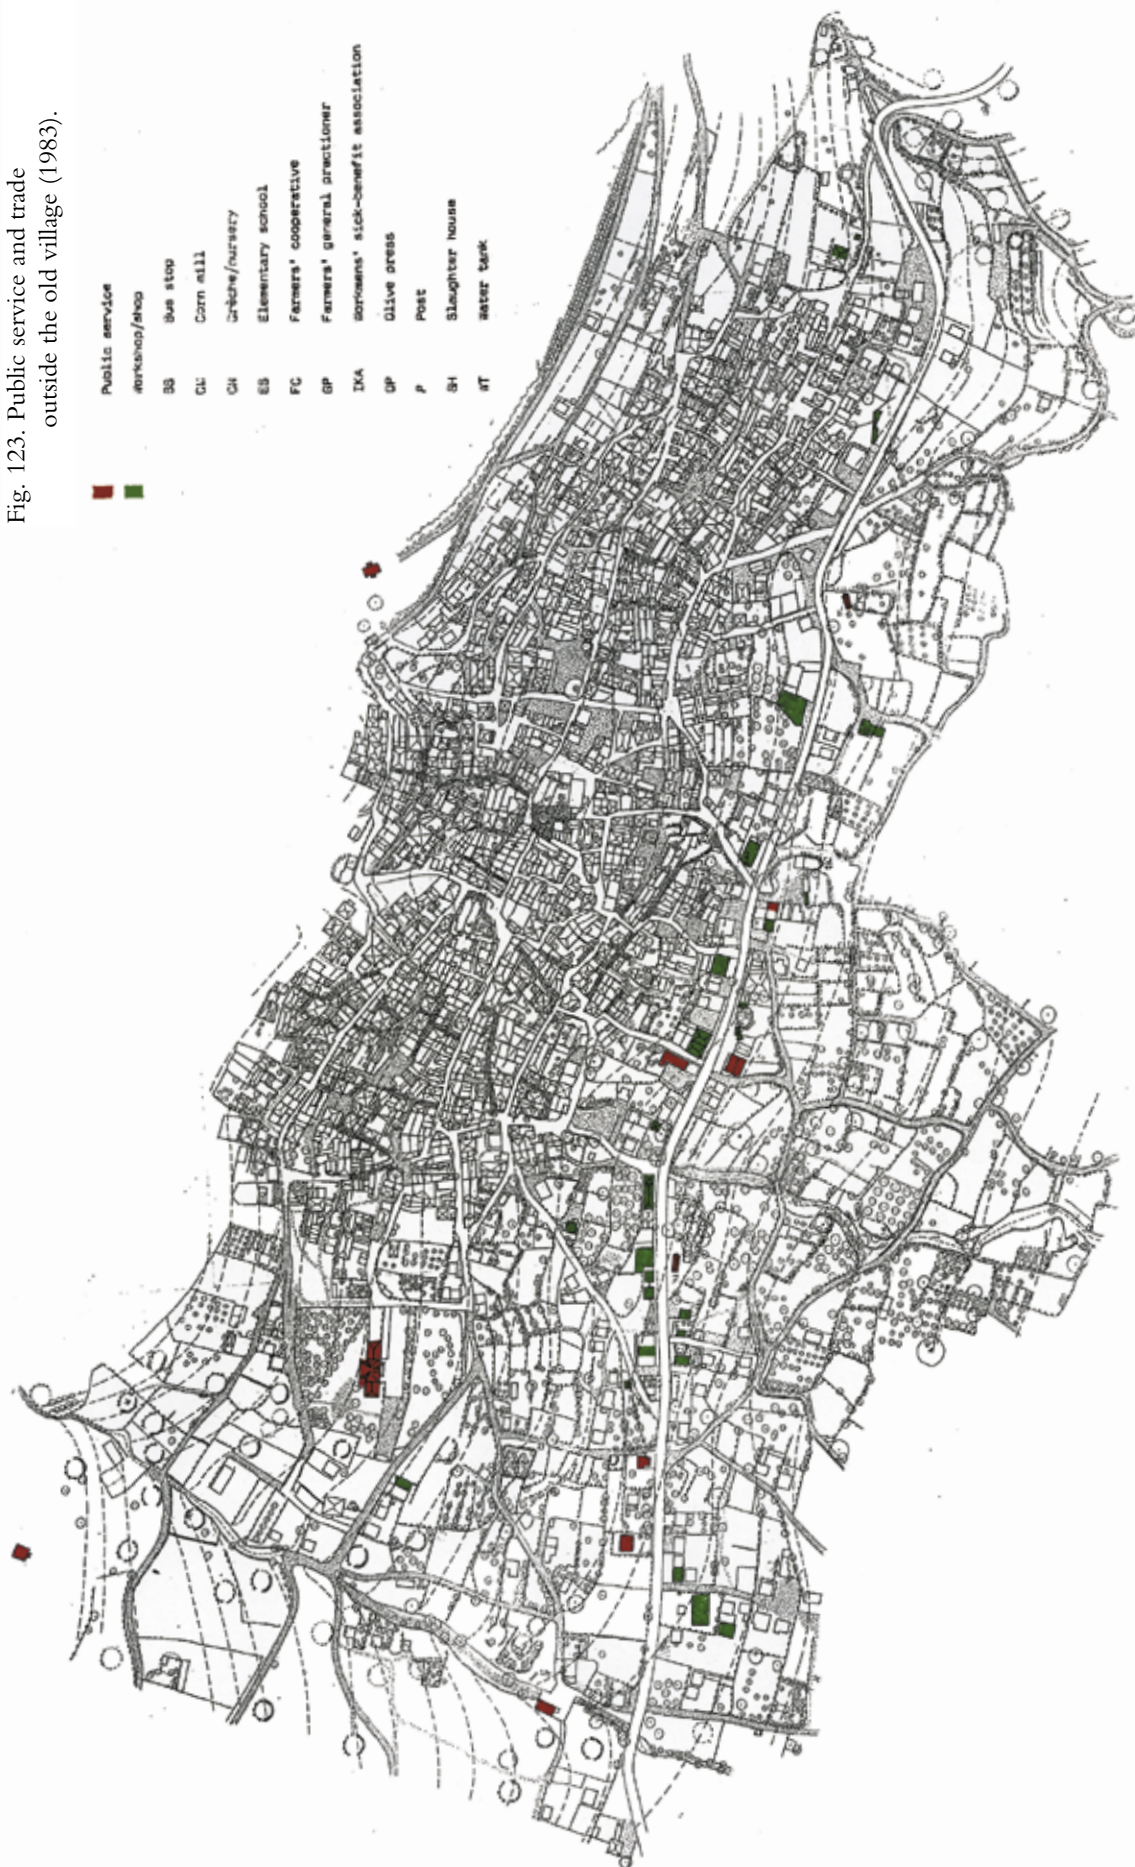 Fig. 123. Public service and trade
outside the old village (1983).
Public service
Workshop/shop
BS Bus stop
CM Corn mill
CN Crèche/nursery
ES Elementary school
FC Farmers' cooperative
GP Farmers' general practioner
IKA Workmens' sick-benefit association
OP Olive press
P Post
SH Slaughter house
WT Water tank